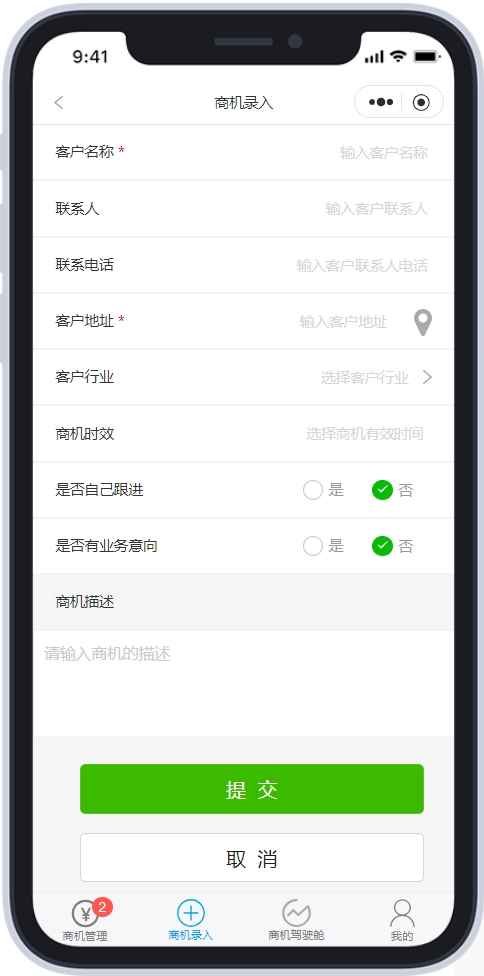 9:41
商机录入
客户名称 * 输入客户名称
联系人 输入客户联系人
联系电话 输入客户联系人电话
客户地址 * 输入客户地址
客户行业 选择客户行业
商机时效 选择商机有效时间
是否自己跟进 是 否
是否有业务意向 是 否
商机描述
请输入商机的描述
提 交
取 消
¥ 2
商机管理 商机录入 商机驾驶舱 我的